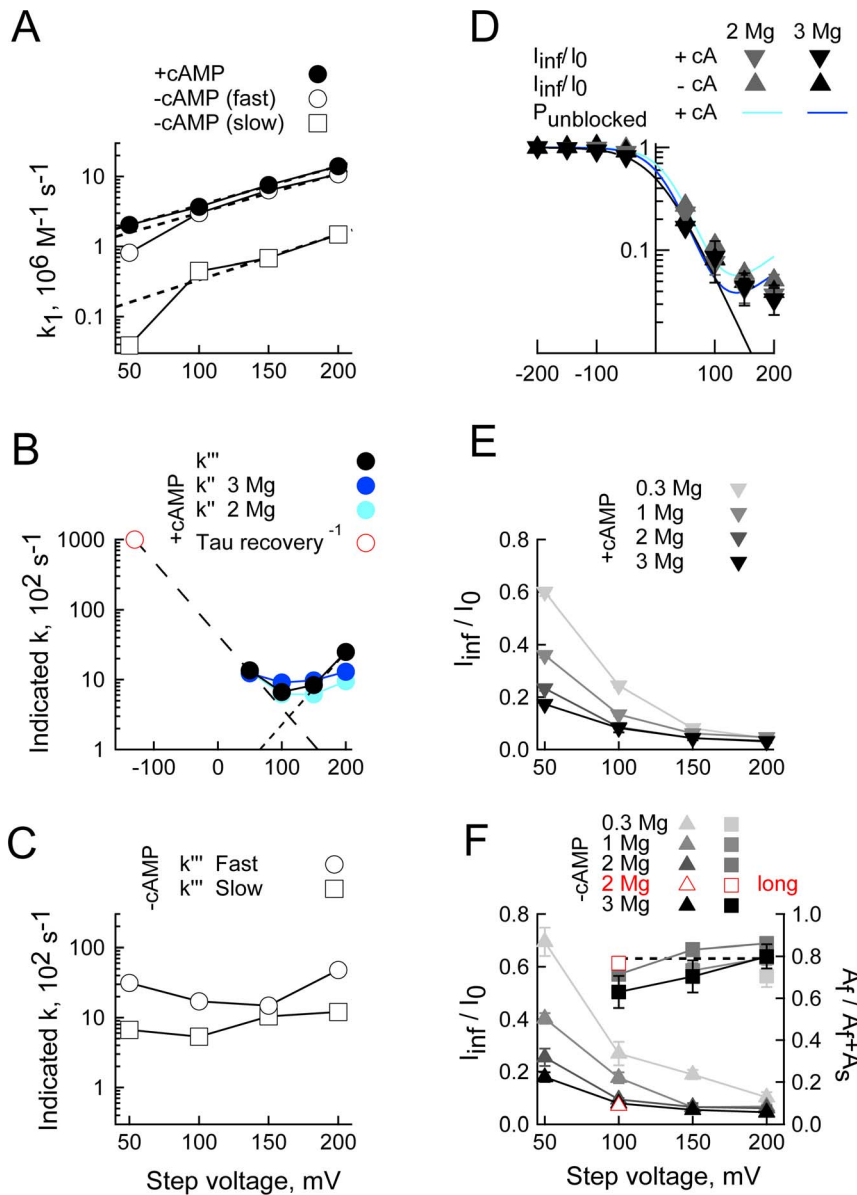 A
+cAMP
-cAMP (fast)
-cAMP (slow)
k1, 10^6 M^-1 s^-1
10
1
0.1
50 100 150 200
B
+cAMP
k'''
k'' 3 Mg
k'' 2 Mg
Tau recovery^-1
Indicated k, 10^2 s^-1
1000
100
10
1
-100 0 100 200
C
-cAMP
k''' Fast
k''' Slow
Indicated k, 10^2 s^-1
100
10
1
50 100 150 200
Step voltage, mV
D
2 Mg 3 Mg
Iinf/I0 + cA
Iinf/I0 - cA
Punblocked + cA
1
0.1
-200 -100 100 200
E
+cAMP
0.3 Mg
1 Mg
2 Mg
3 Mg
Iinf / I0
0.8
0.6
0.4
0.2
0.0
50 100 150 200
F
-cAMP
0.3 Mg
1 Mg
2 Mg
2 Mg long
3 Mg
Iinf / I0
0.8
0.6
0.4
0.2
0.0
1.0
0.8
0.6
0.4
0.2
0.0
Af / Af+As
50 100 150 200
Step voltage, mV